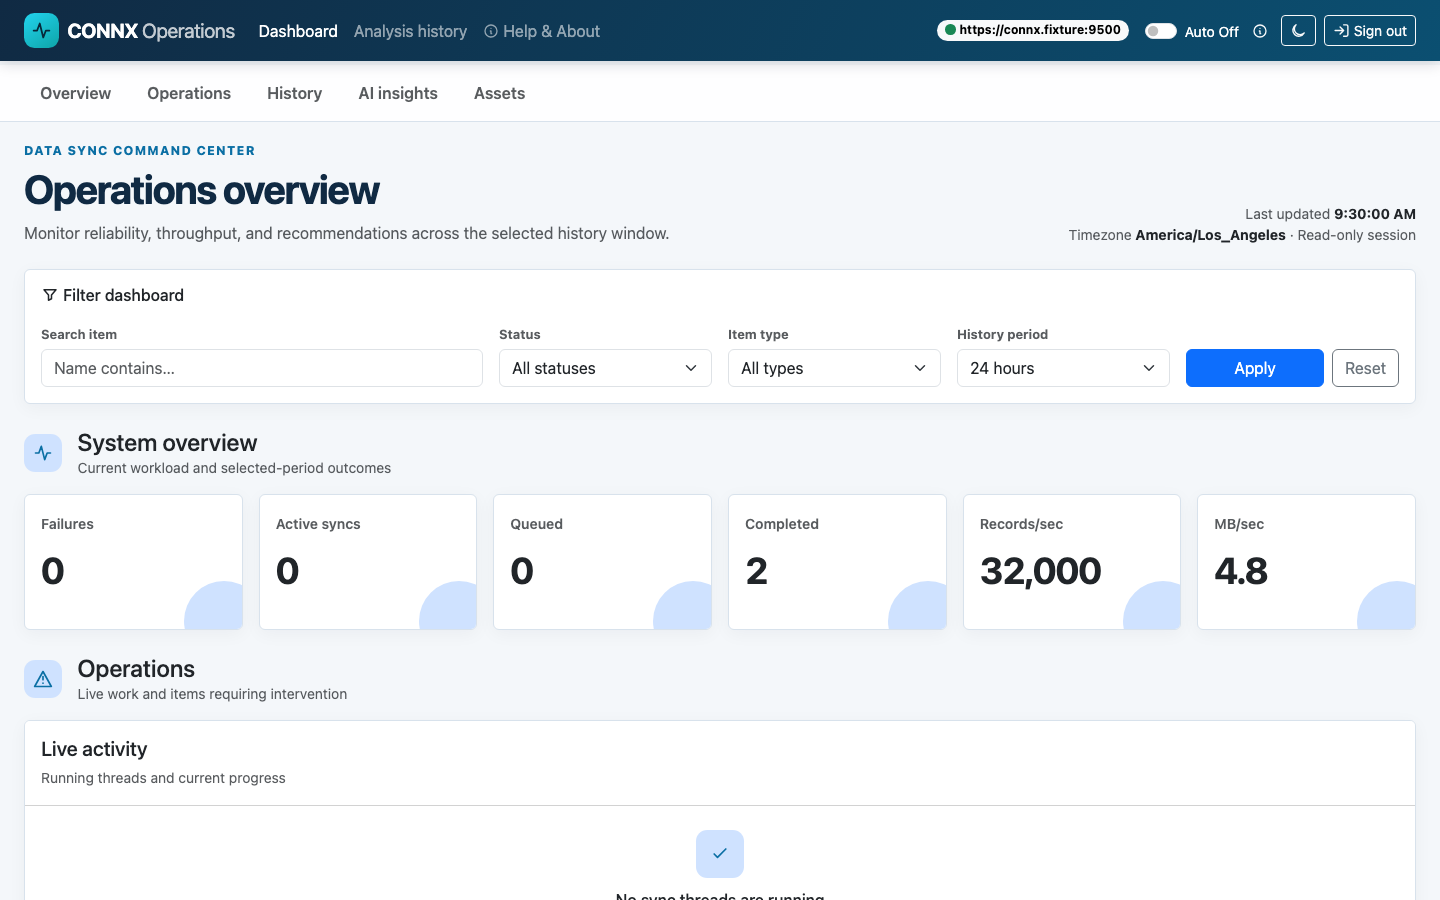 CONNX Operations Dashboard Analysis history Help & About https://connx.fixture:9500 Auto Off Sign out
Overview Operations History AI insights Assets
DATA SYNC COMMAND CENTER
Operations overview
Monitor reliability, throughput, and recommendations across the selected history window.
Last updated 9:30:00 AM
Timezone America/Los_Angeles · Read-only session
Filter dashboard
Search item Status Item type History period
Name contains... All statuses All types 24 hours Apply Reset
System overview
Current workload and selected-period outcomes
Failures Active syncs Queued Completed Records/sec MB/sec
0 0 0 2 32,000 4.8
Operations
Live work and items requiring intervention
Live activity
Running threads and current progress
No sync threads are running